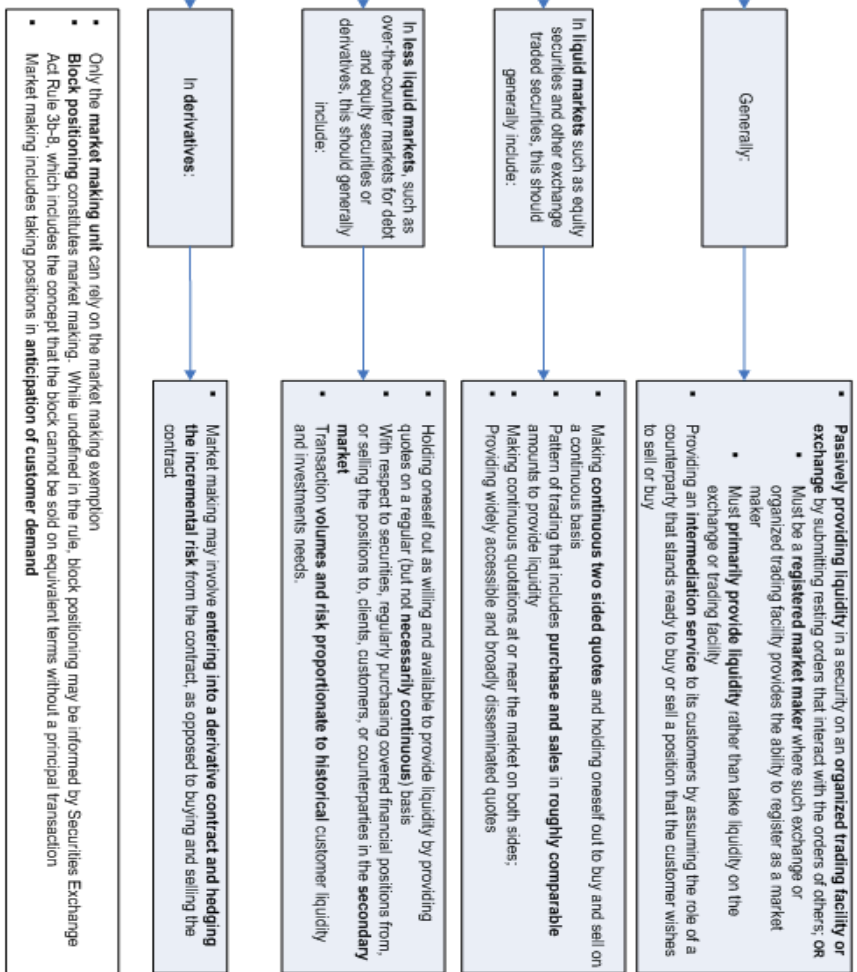 Generally:
▪ Passively providing liquidity in a security on an organized trading facility or
exchange by submitting resting orders that interact with the orders of others; OR
▪ Must be a registered market maker where such exchange or
organized trading facility provides the ability to register as a market
maker
▪ Must primarily provide liquidity rather than take liquidity on the
exchange or trading facility
▪ Providing an intermediation service to its customers by assuming the role of a
counterparty that stands ready to buy or sell a position that the customer wishes
to sell or buy
In liquid markets such as equity
securities and other exchange
traded securities, this should
generally include:
▪ Making continuous two sided quotes and holding oneself out to buy and sell on
a continuous basis
▪ Pattern of trading that includes purchase and sales in roughly comparable
amounts to provide liquidity
▪ Making continuous quotations at or near the market on both sides;
▪ Providing widely accessible and broadly disseminated quotes
In less liquid markets, such as
over-the-counter markets for debt
and equity securities or
derivatives, this should generally
include:
▪ Holding oneself out as willing and available to provide liquidity by providing
quotes on a regular (but not necessarily continuous) basis
▪ With respect to securities, regularly purchasing covered financial positions from,
or selling the positions to, clients, customers, or counterparties in the secondary
market
▪ Transaction volumes and risk proportionate to historical customer liquidity
and investments needs.
In derivatives:
▪ Market making may involve entering into a derivative contract and hedging
the incremental risk from the contract, as opposed to buying and selling the
contract
▪ Only the market making unit can rely on the market making exemption
▪ Block positioning constitutes market making. While undefined in the rule, block positioning may be informed by Securities Exchange
Act Rule 3b-8, which includes the concept that the block cannot be sold on equivalent terms without a principal transaction
▪ Market making includes taking positions in anticipation of customer demand